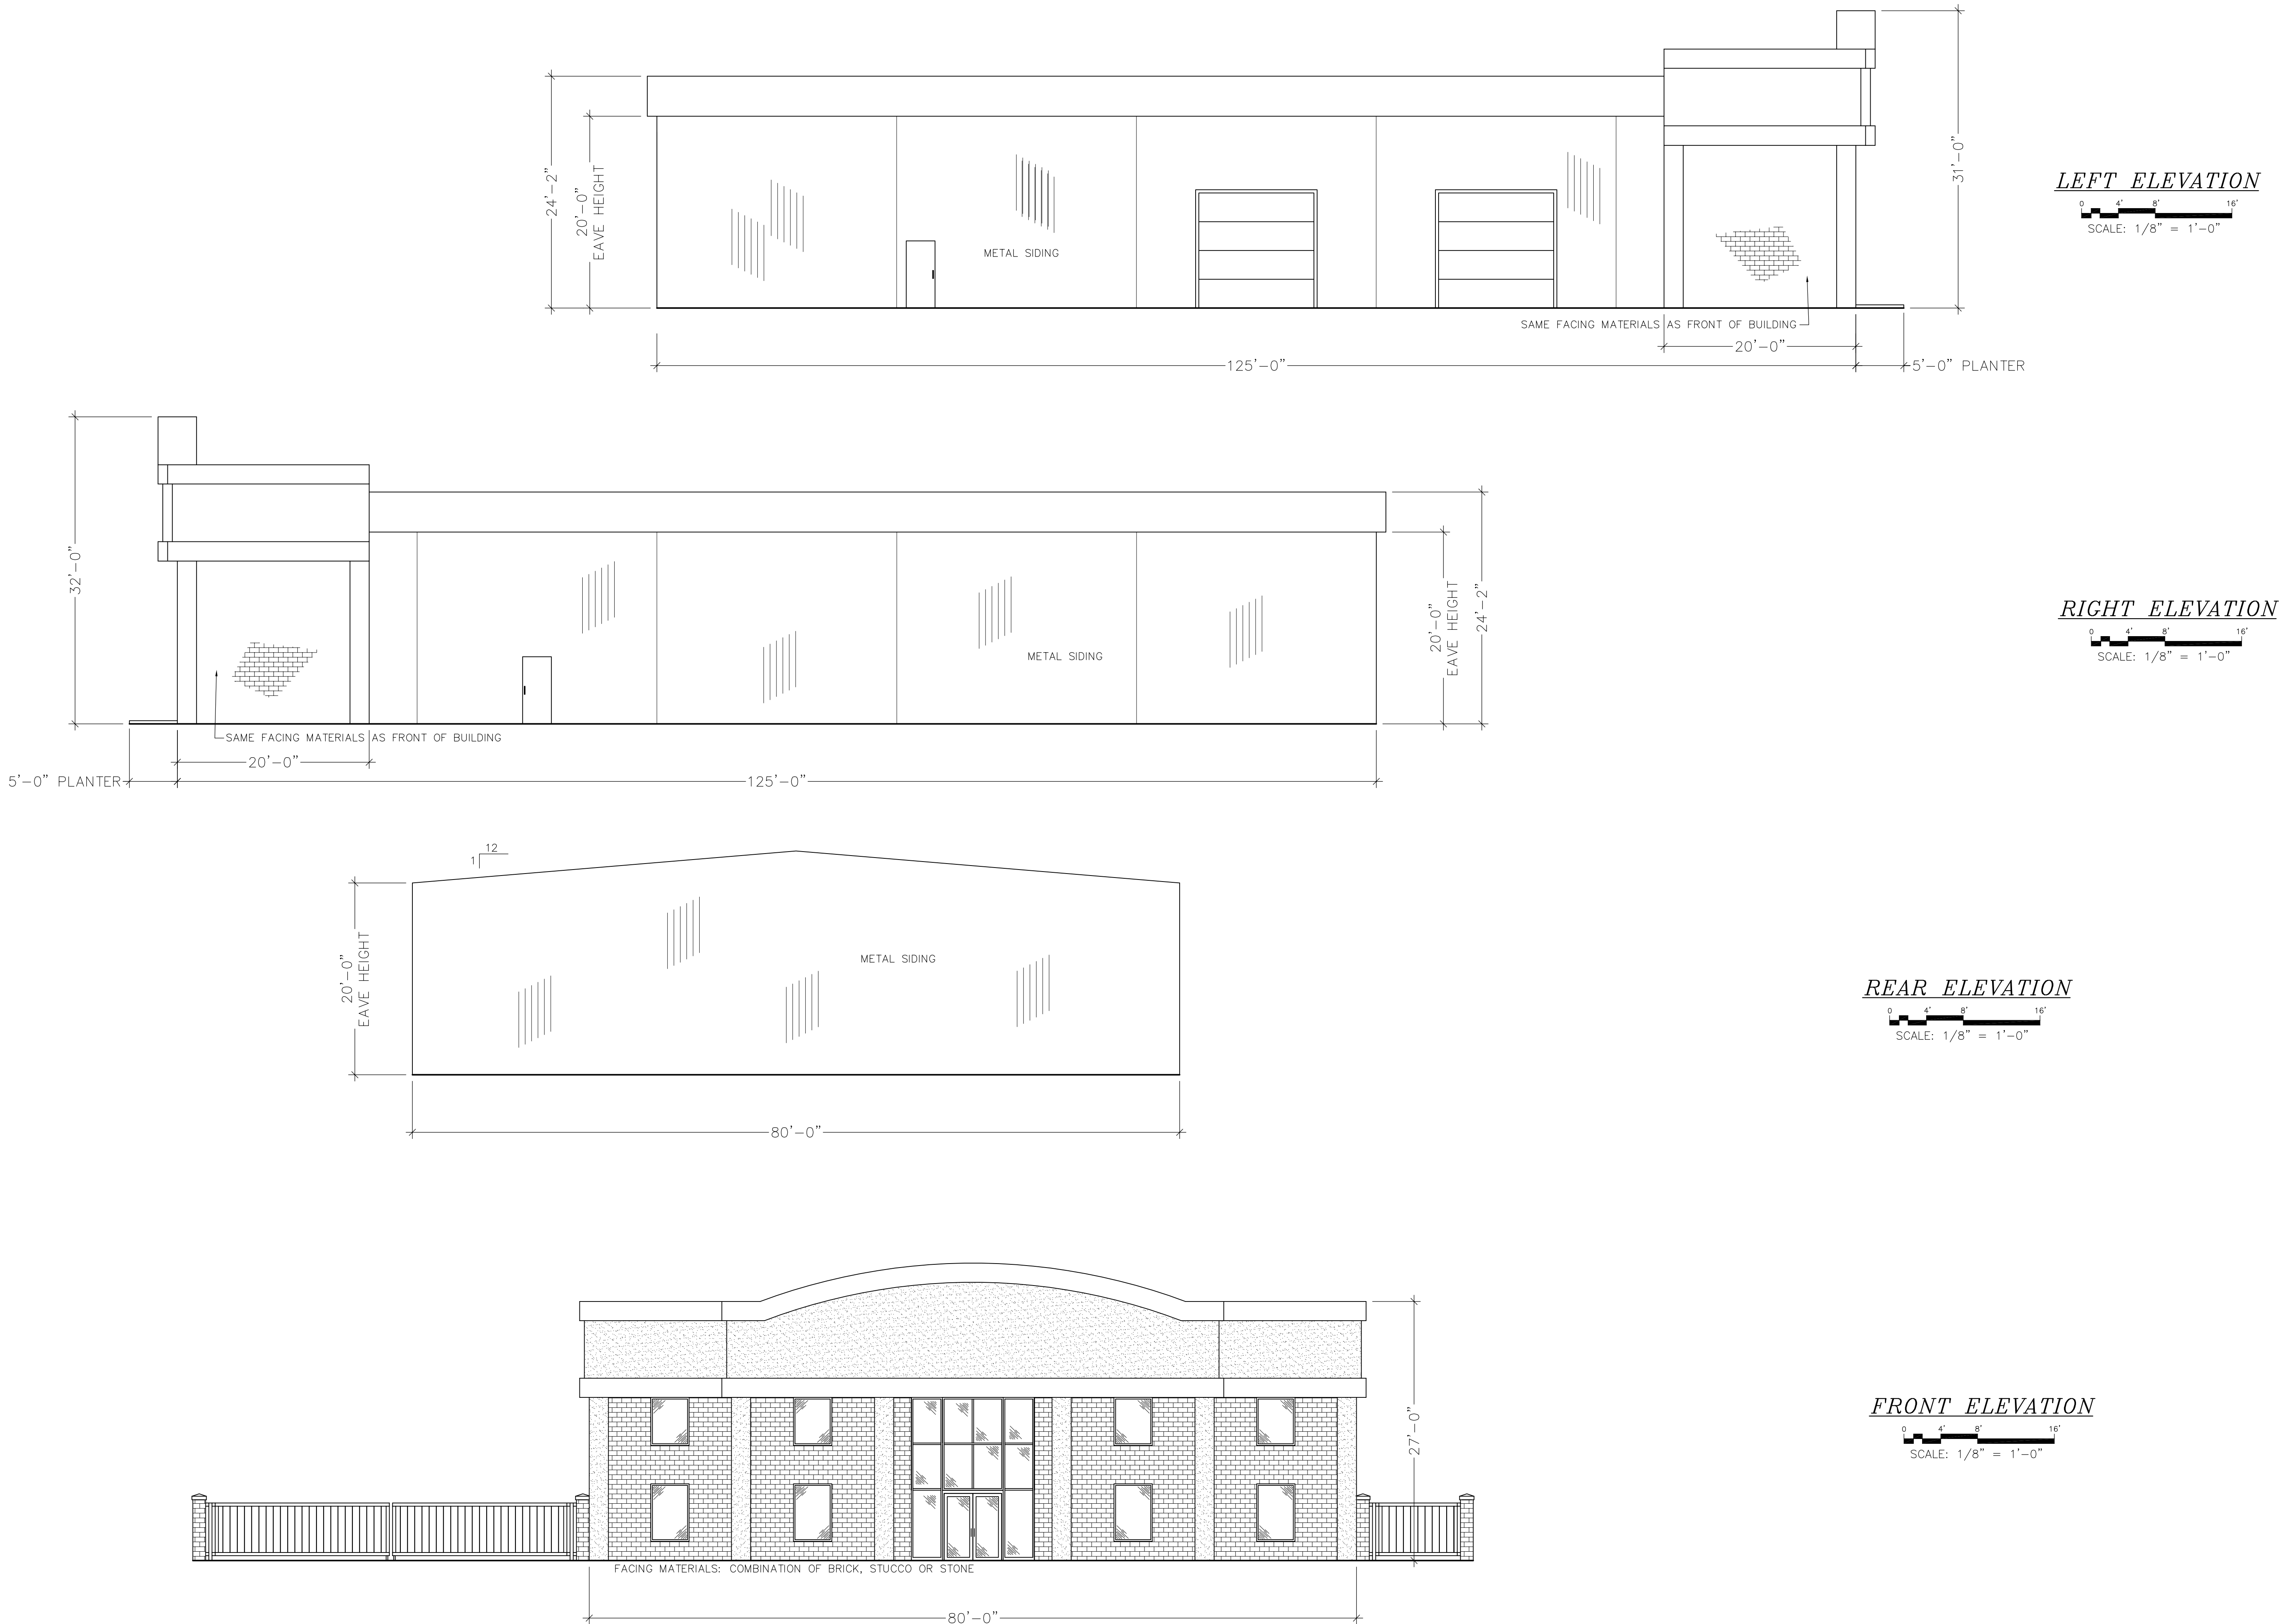 24'-2"
20'-0"
EAVE HEIGHT
METAL SIDING
31'-0"
SAME FACING MATERIALS AS FRONT OF BUILDING
20'-0"
125'-0"
5'-0" PLANTER
LEFT ELEVATION
0 4' 8' 16'
SCALE: 1/8" = 1'-0"
32'-0"
METAL SIDING
20'-0"
EAVE HEIGHT
24'-2"
SAME FACING MATERIALS AS FRONT OF BUILDING
20'-0"
5'-0" PLANTER
125'-0"
RIGHT ELEVATION
0 4' 8' 16'
SCALE: 1/8" = 1'-0"
12
1
20'-0"
EAVE HEIGHT
METAL SIDING
80'-0"
REAR ELEVATION
0 4' 8' 16'
SCALE: 1/8" = 1'-0"
27'-0"
FACING MATERIALS: COMBINATION OF BRICK, STUCCO OR STONE
80'-0"
FRONT ELEVATION
0 4' 8' 16'
SCALE: 1/8" = 1'-0"